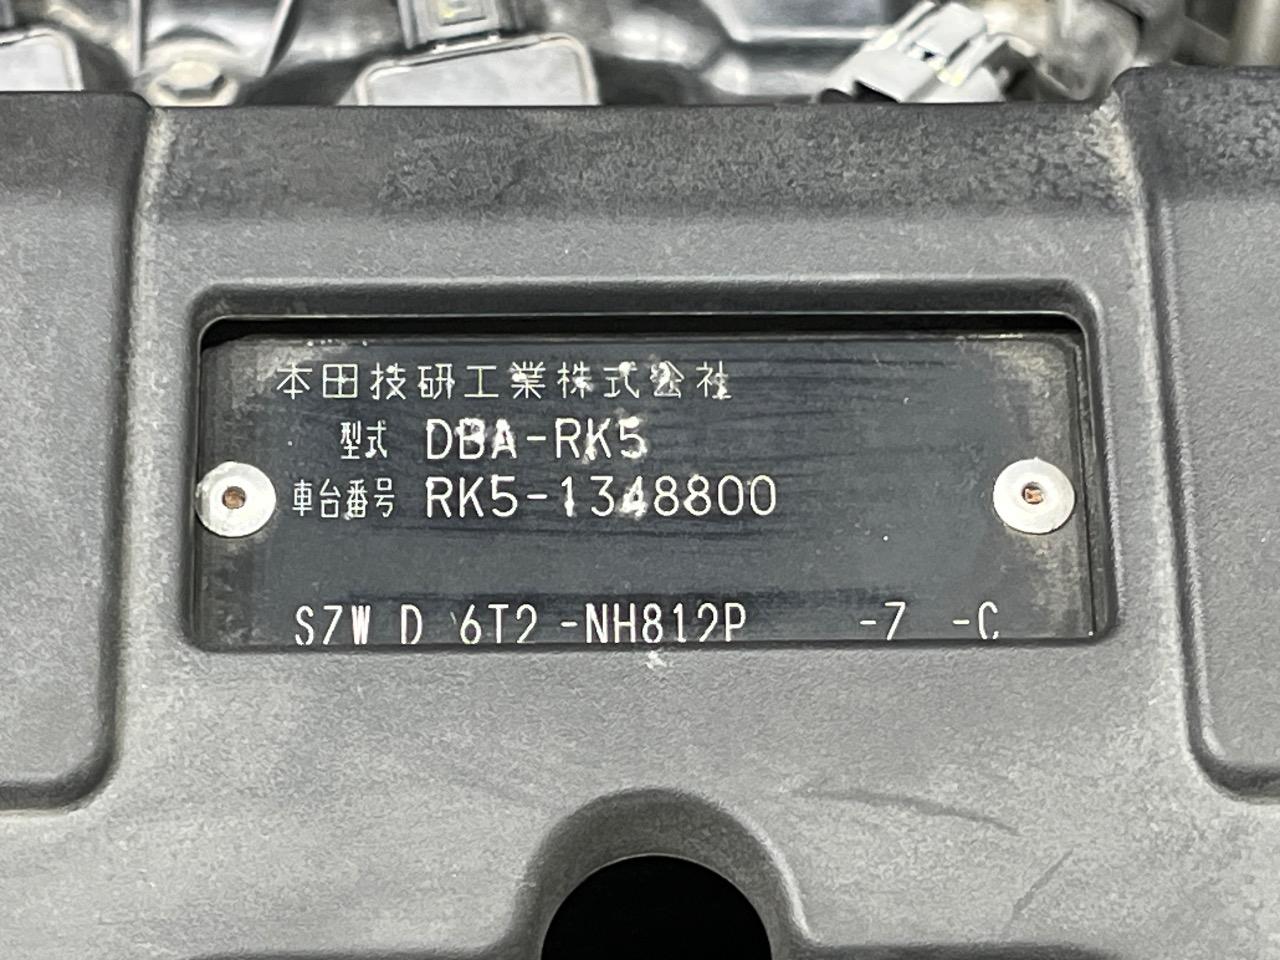 本田技研工業株式会社
型式 DBA-RK5
車台番号 RK5-1348800
S7W D 6T2 -NH812P -7 -C